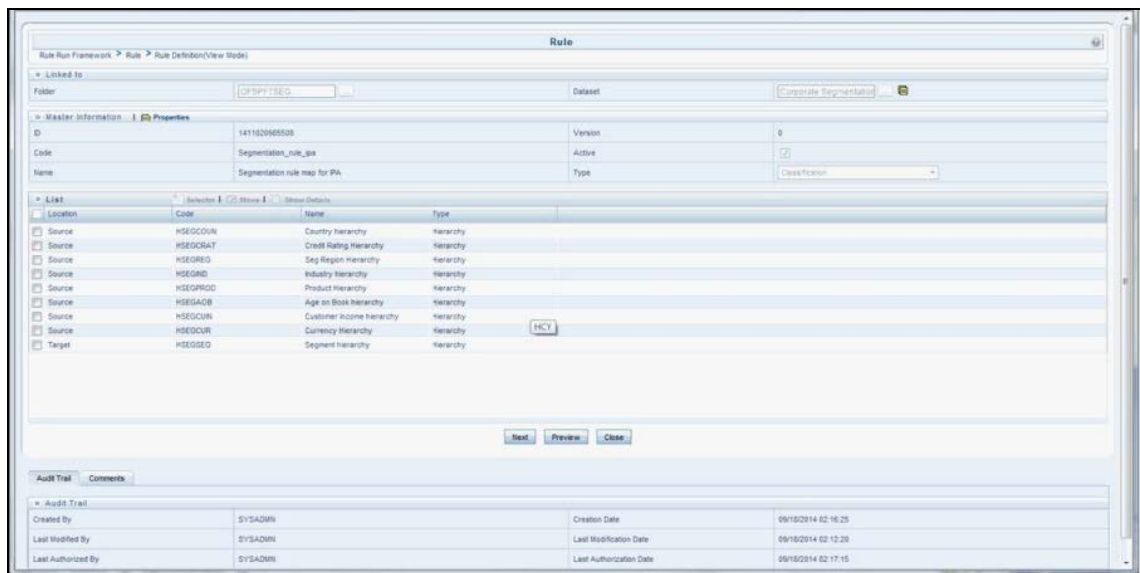 Rule
Rule Run Framework > Rule > Rule Definition(View Mode)
» Linked to
Folder OFSPFTSEG ... Dataset Corporate Segmentation ...
» Master Information | Properties
ID 1411020605508 Version 0
Code Segmentation_rule_ipa Active
Name Segmentation rule map for IPA Type Classification
» List Selector | Move | Show Details
Location Code Name Type
Source HSEGCOUN Country hierarchy Hierarchy
Source HSEGCRAT Credit Rating Hierarchy Hierarchy
Source HSEGREG Seg Region Hierarchy Hierarchy
Source HSEGIND Industry hierarchy Hierarchy
Source HSEGPROD Product Hierarchy Hierarchy
Source HSEGAOB Age on Book hierarchy Hierarchy
Source HSEGCUIN Customer Income hierarchy Hierarchy
Source HSEGCUR Currency Hierarchy Hierarchy
HCY
Target HSEGSEG Segment hierarchy Hierarchy
Next Preview Close
Audit Trail Comments
» Audit Trail
Created By SYSADMN Creation Date 09/18/2014 02:16:25
Last Modified By SYSADMN Last Modification Date 09/18/2014 02:12:20
Last Authorized By SYSADMN Last Authorization Date 09/18/2014 02:17:15